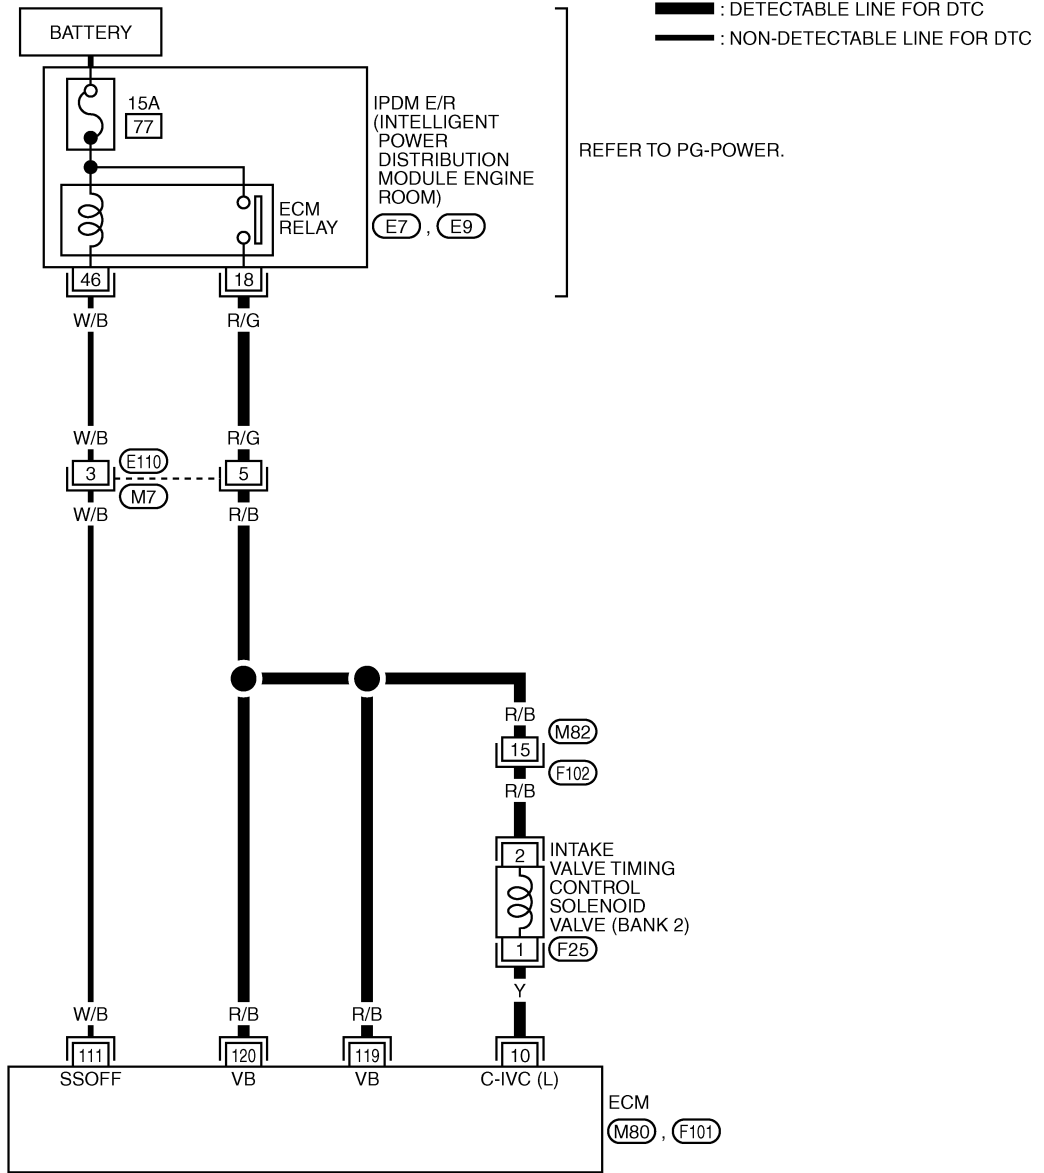 : DETECTABLE LINE FOR DTC
: NON-DETECTABLE LINE FOR DTC
BATTERY
15A
77
IPDM E/R
(INTELLIGENT
POWER
DISTRIBUTION
MODULE ENGINE
ROOM)
E7 , E9
REFER TO PG-POWER.
ECM
RELAY
46 18
W/B R/G
W/B R/G
3 E110 5
M7
W/B R/B
R/B M82
15
F102
R/B
2 INTAKE
VALVE TIMING
CONTROL
SOLENOID
VALVE (BANK 2)
1 F25
Y
W/B R/B R/B
111 120 119 10
SSOFF VB VB C-IVC (L)
ECM
M80 , F101